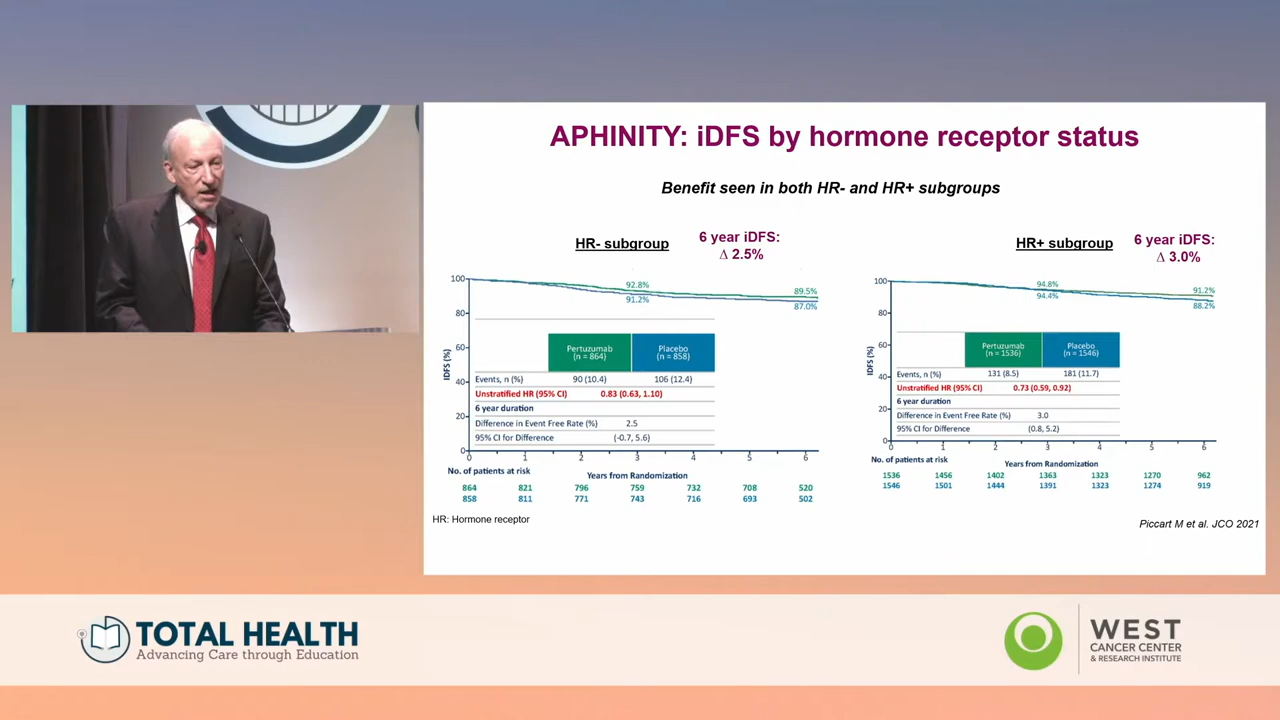 APHINITY: iDFS by hormone receptor status
Benefit seen in both HR- and HR+ subgroups
HR- subgroup
6 year iDFS:
Δ 2.5%
100
80
60
40
20
0
IDFS (%)
92.8%
91.2%
89.5%
87.0%
Pertuzumab Placebo
(n = 864) (n = 858)
Events, n (%) 90 (10.4) 106 (12.4)
Unstratified HR (95% CI) 0.83 (0.63, 1.10)
6 year duration
Difference in Event Free Rate (%) 2.5
95% CI for Difference (-0.7, 5.6)
0 1 2 3 4 5 6
No. of patients at risk Years from Randomization
864 821 796 759 732 708 520
858 811 771 743 716 693 502
HR: Hormone receptor
HR+ subgroup
6 year iDFS:
Δ 3.0%
100
80
60
40
20
0
IDFS (%)
94.8%
94.4%
91.2%
88.2%
Pertuzumab Placebo
(n = 1536) (n = 1546)
Events, n (%) 131 (8.5) 181 (11.7)
Unstratified HR (95% CI) 0.73 (0.59, 0.92)
6 year duration
Difference in Event Free Rate (%) 3.0
95% CI for Difference (0.8, 5.2)
0 1 2 3 4 5 6
No. of patients at risk Years from Randomization
1536 1456 1402 1363 1323 1270 962
1546 1501 1444 1391 1323 1274 919
Piccart M et al. JCO 2021
TOTAL HEALTH
Advancing Care through Education
WEST
CANCER CENTER
& RESEARCH INSTITUTE